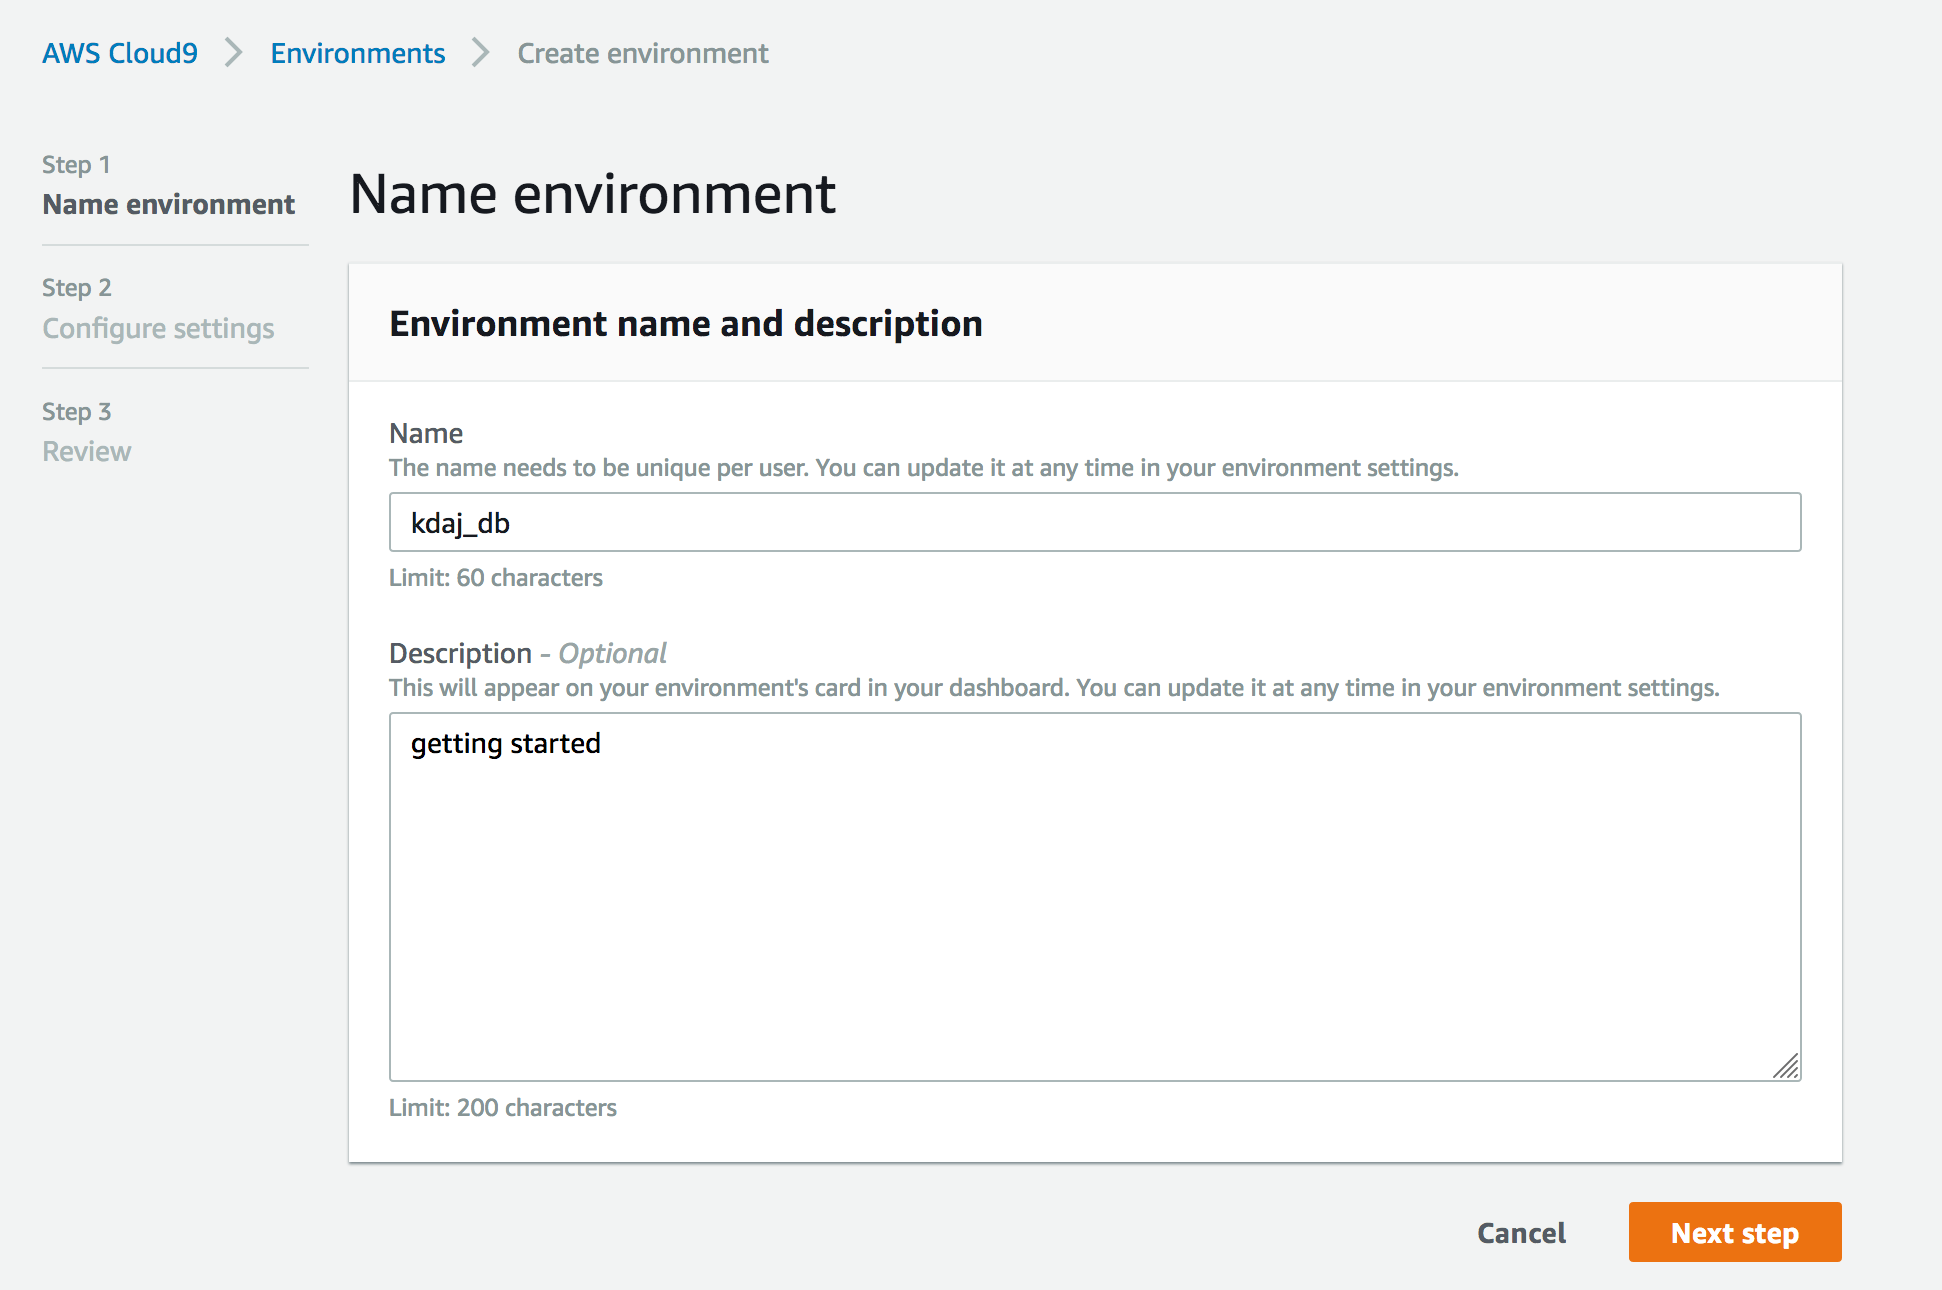 AWS Cloud9 > Environments > Create environment
Step 1
Name environment
Step 2
Configure settings
Step 3
Review
Name environment
Environment name and description
Name
The name needs to be unique per user. You can update it at any time in your environment settings.
kdaj_db
Limit: 60 characters
Description - Optional
This will appear on your environment's card in your dashboard. You can update it at any time in your environment settings.
getting started
Limit: 200 characters
Cancel
Next step